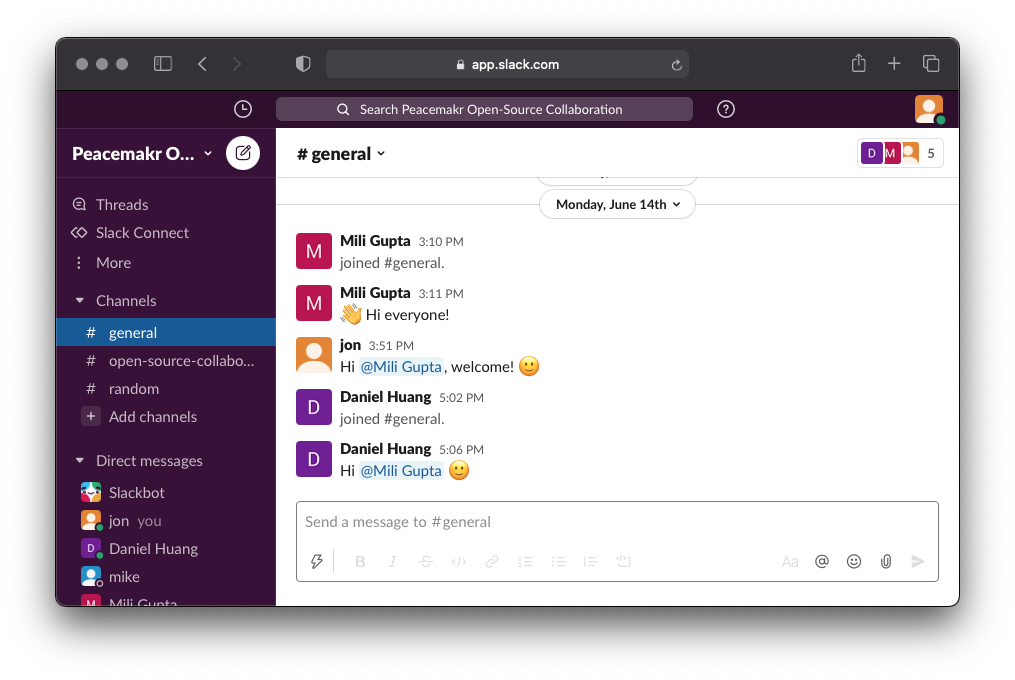 app.slack.com
Search Peacemakr Open-Source Collaboration
Peacemakr O...
# general
D M 5
Threads
Slack Connect
More
Channels
# general
# open-source-collabo...
# random
+ Add channels
Direct messages
Slackbot
jon you
D Daniel Huang
mike
M Mili Gupta
Monday, June 14th
M Mili Gupta 3:10 PM
joined #general.
M Mili Gupta 3:11 PM
👋 Hi everyone!
jon 3:51 PM
Hi @Mili Gupta, welcome! 🙂
D Daniel Huang 5:02 PM
joined #general.
D Daniel Huang 5:06 PM
Hi @Mili Gupta 🙂
Send a message to #general
B I S </> Aa @